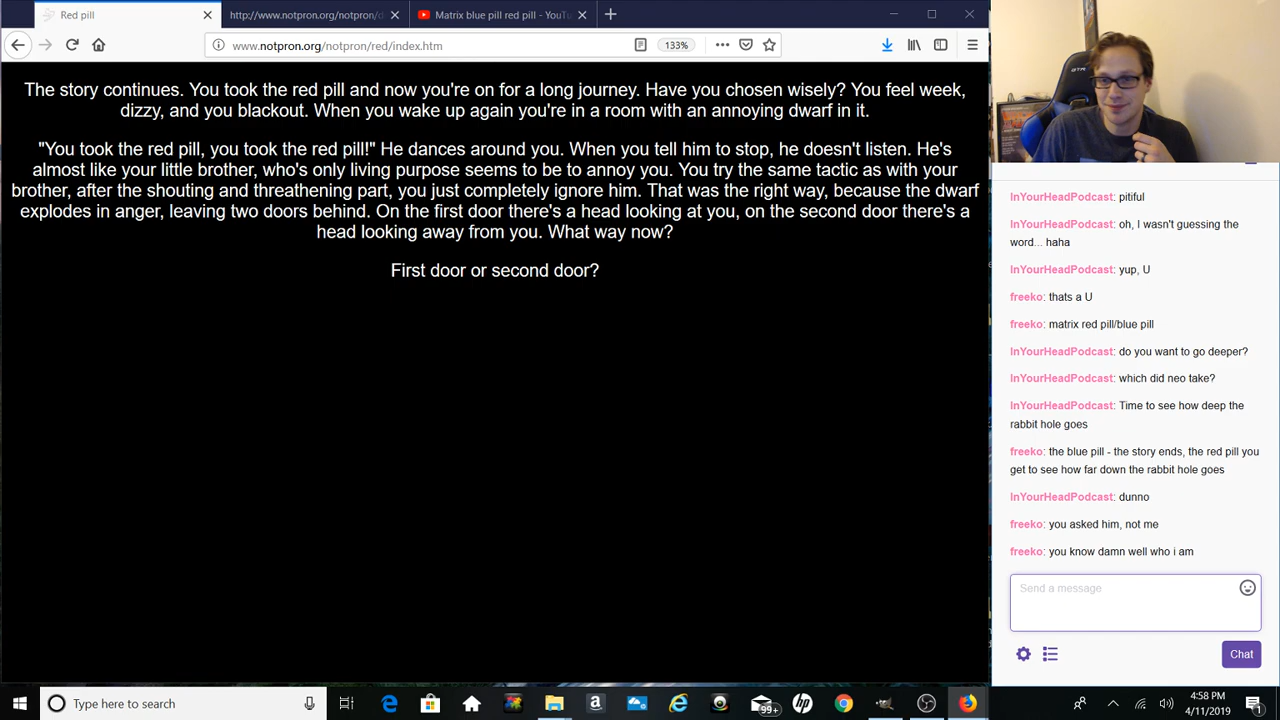 Red pill
http://www.notpron.org/notpron/d
Matrix blue pill red pill - YouTu
www.notpron.org/notpron/red/index.htm
133%
The story continues. You took the red pill and now you're on for a long journey. Have you chosen wisely? You feel week,
dizzy, and you blackout. When you wake up again you're in a room with an annoying dwarf in it.
"You took the red pill, you took the red pill!" He dances around you. When you tell him to stop, he doesn't listen. He's
almost like your little brother, who's only living purpose seems to be to annoy you. You try the same tactic as with your
brother, after the shouting and threathening part, you just completely ignore him. That was the right way, because the dwarf
explodes in anger, leaving two doors behind. On the first door there's a head looking at you, on the second door there's a
head looking away from you. What way now?
First door or second door?
GTR
InYourHeadPodcast: pitiful
InYourHeadPodcast: oh, I wasn't guessing the
word... haha
InYourHeadPodcast: yup, U
freeko: thats a U
freeko: matrix red pill/blue pill
InYourHeadPodcast: do you want to go deeper?
InYourHeadPodcast: which did neo take?
InYourHeadPodcast: Time to see how deep the
rabbit hole goes
freeko: the blue pill - the story ends, the red pill you
get to see how far down the rabbit hole goes
InYourHeadPodcast: dunno
freeko: you asked him, not me
freeko: you know damn well who i am
Send a message
Chat
Type here to search
99+
4:58 PM
4/11/2019
1